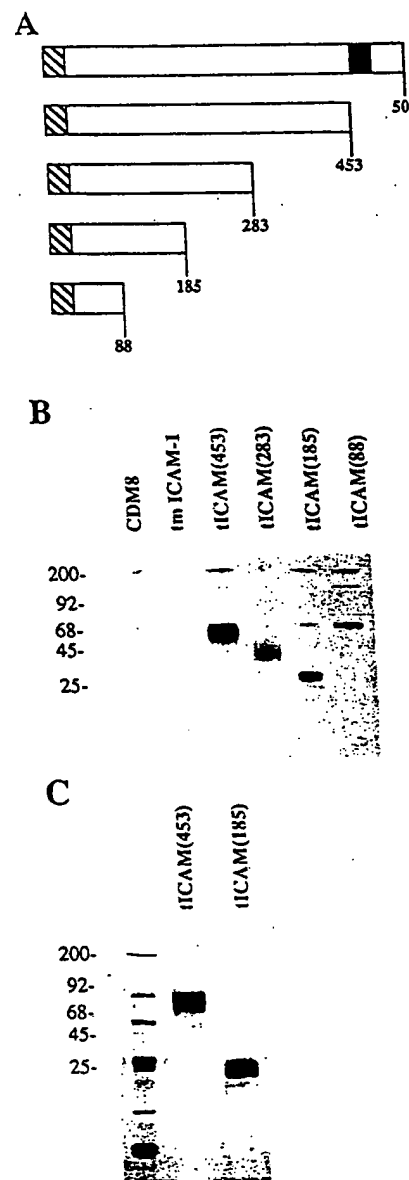 A
50
453
283
185
88
B
CDM8
tm ICAM-1
tICAM(453)
tICAM(283)
tICAM(185)
tICAM(88)
200-
92-
68-
45-
25-
C
tICAM(453)
tICAM(185)
200-
92-
68-
45-
25-